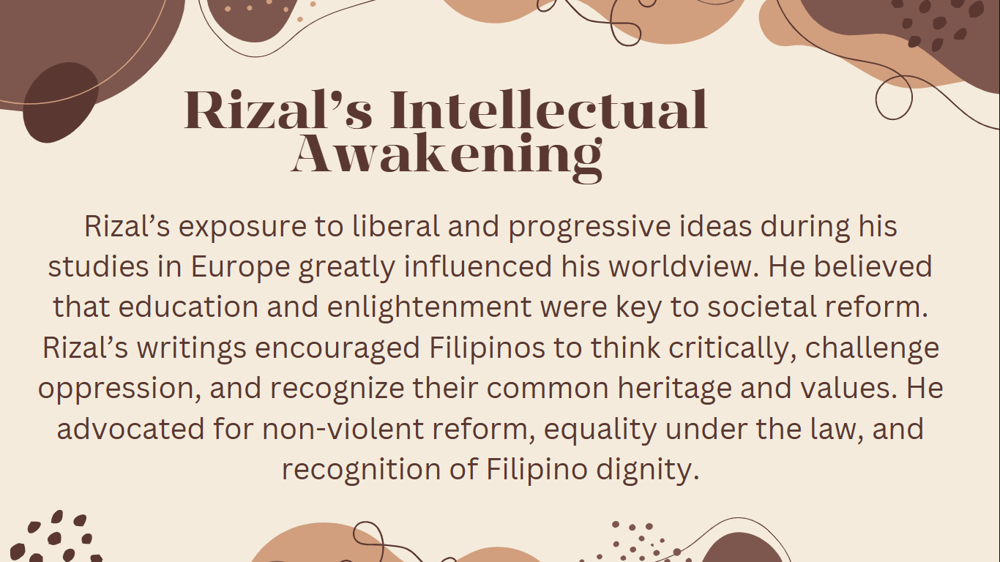 Rizal’s Intellectual
Awakening
Rizal’s exposure to liberal and progressive ideas during his
studies in Europe greatly influenced his worldview. He believed
that education and enlightenment were key to societal reform.
Rizal’s writings encouraged Filipinos to think critically, challenge
oppression, and recognize their common heritage and values. He
advocated for non-violent reform, equality under the law, and
recognition of Filipino dignity.